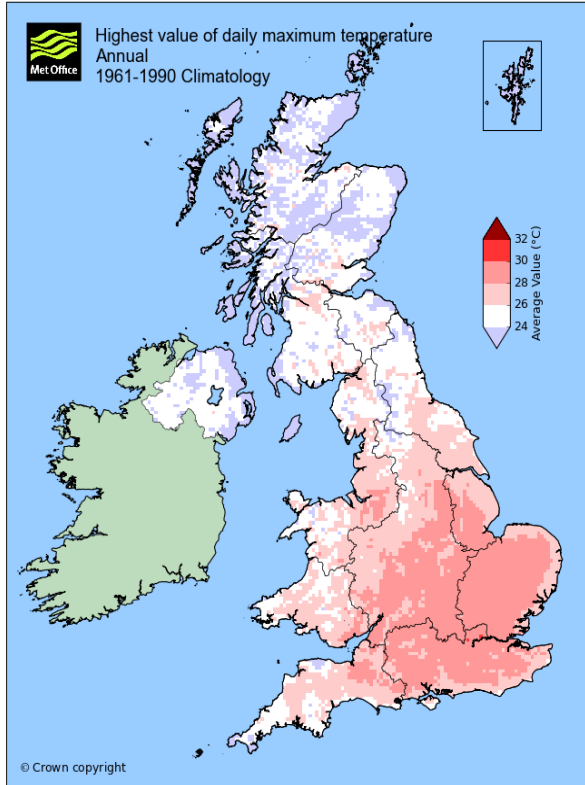 Met Office
Highest value of daily maximum temperature
Annual
1961-1990 Climatology
32
30
28
26
24
Average Value (°C)
© Crown copyright